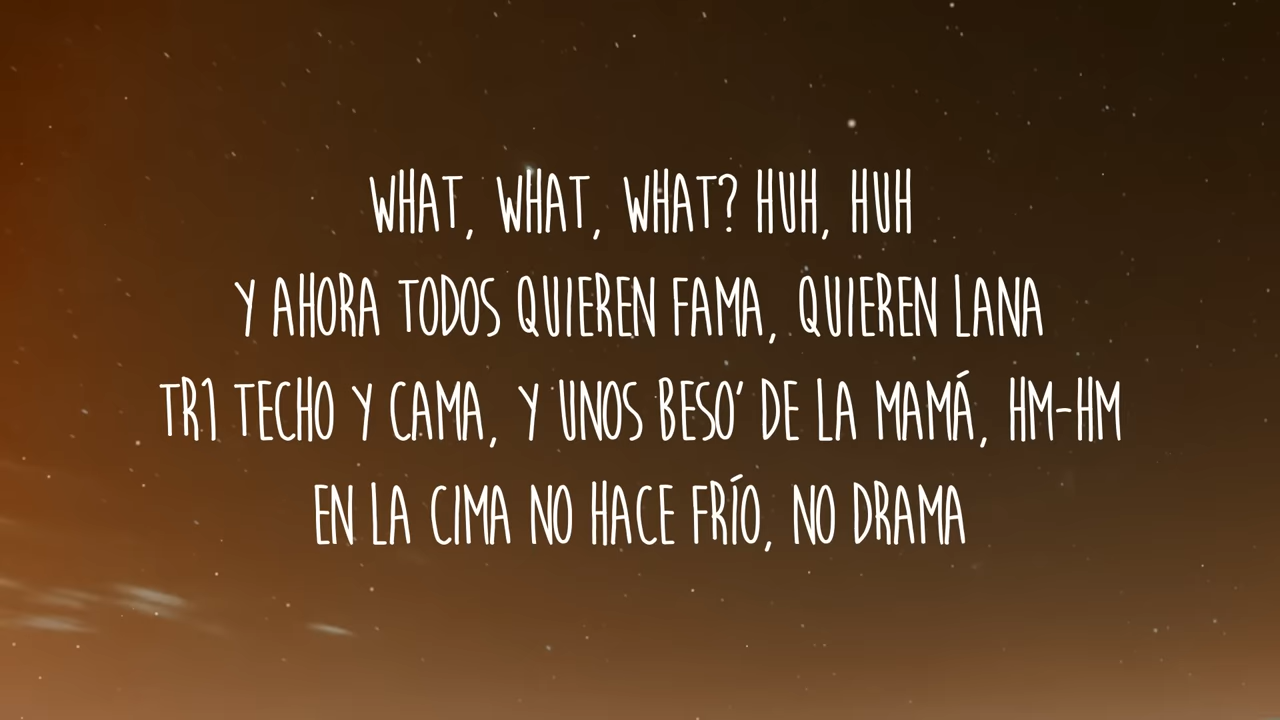 WHAT, WHAT, WHAT? HUH, HUH
Y AHORA TODOS QUIEREN FAMA, QUIEREN LANA
TR1 TECHO Y CAMA, Y UNOS BESO' DE LA MAMÁ, HM-HM
EN LA CIMA NO HACE FRÍO, NO DRAMA